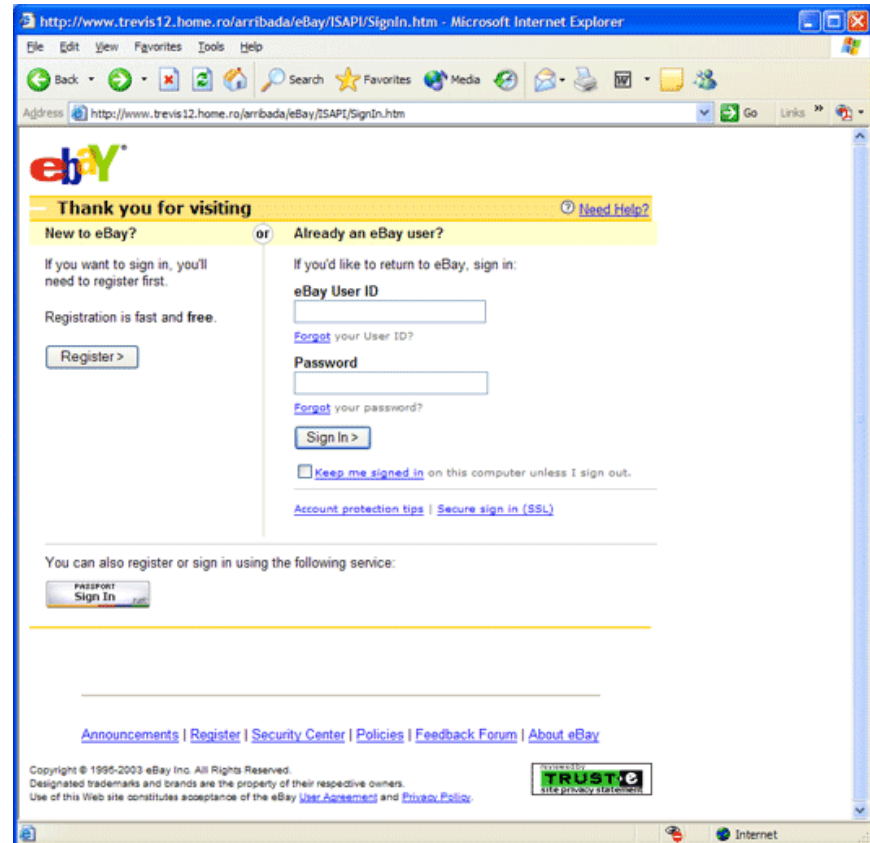 http://www.trevis12.home.ro/arribada/eBay/ISAPI/SignIn.htm - Microsoft Internet Explorer
File Edit View Favorites Tools Help
Back Search Favorites Media
Address http://www.trevis12.home.ro/arribada/eBay/ISAPI/SignIn.htm Go Links »
ebaY
Thank you for visiting Need Help?
New to eBay? or Already an eBay user?
If you want to sign in, you'll
need to register first.
Registration is fast and free.
Register >
If you'd like to return to eBay, sign in:
eBay User ID
Forgot your User ID?
Password
Forgot your password?
Sign In >
Keep me signed in on this computer unless I sign out.
Account protection tips | Secure sign in (SSL)
You can also register or sign in using the following service:
PASSPORT
Sign In .net
Announcements | Register | Security Center | Policies | Feedback Forum | About eBay
Copyright © 1995-2003 eBay Inc. All Rights Reserved.
Designated trademarks and brands are the property of their respective owners.
Use of this Web site constitutes acceptance of the eBay User Agreement and Privacy Policy.
reviewed by
TRUSTe
site privacy statement
Internet